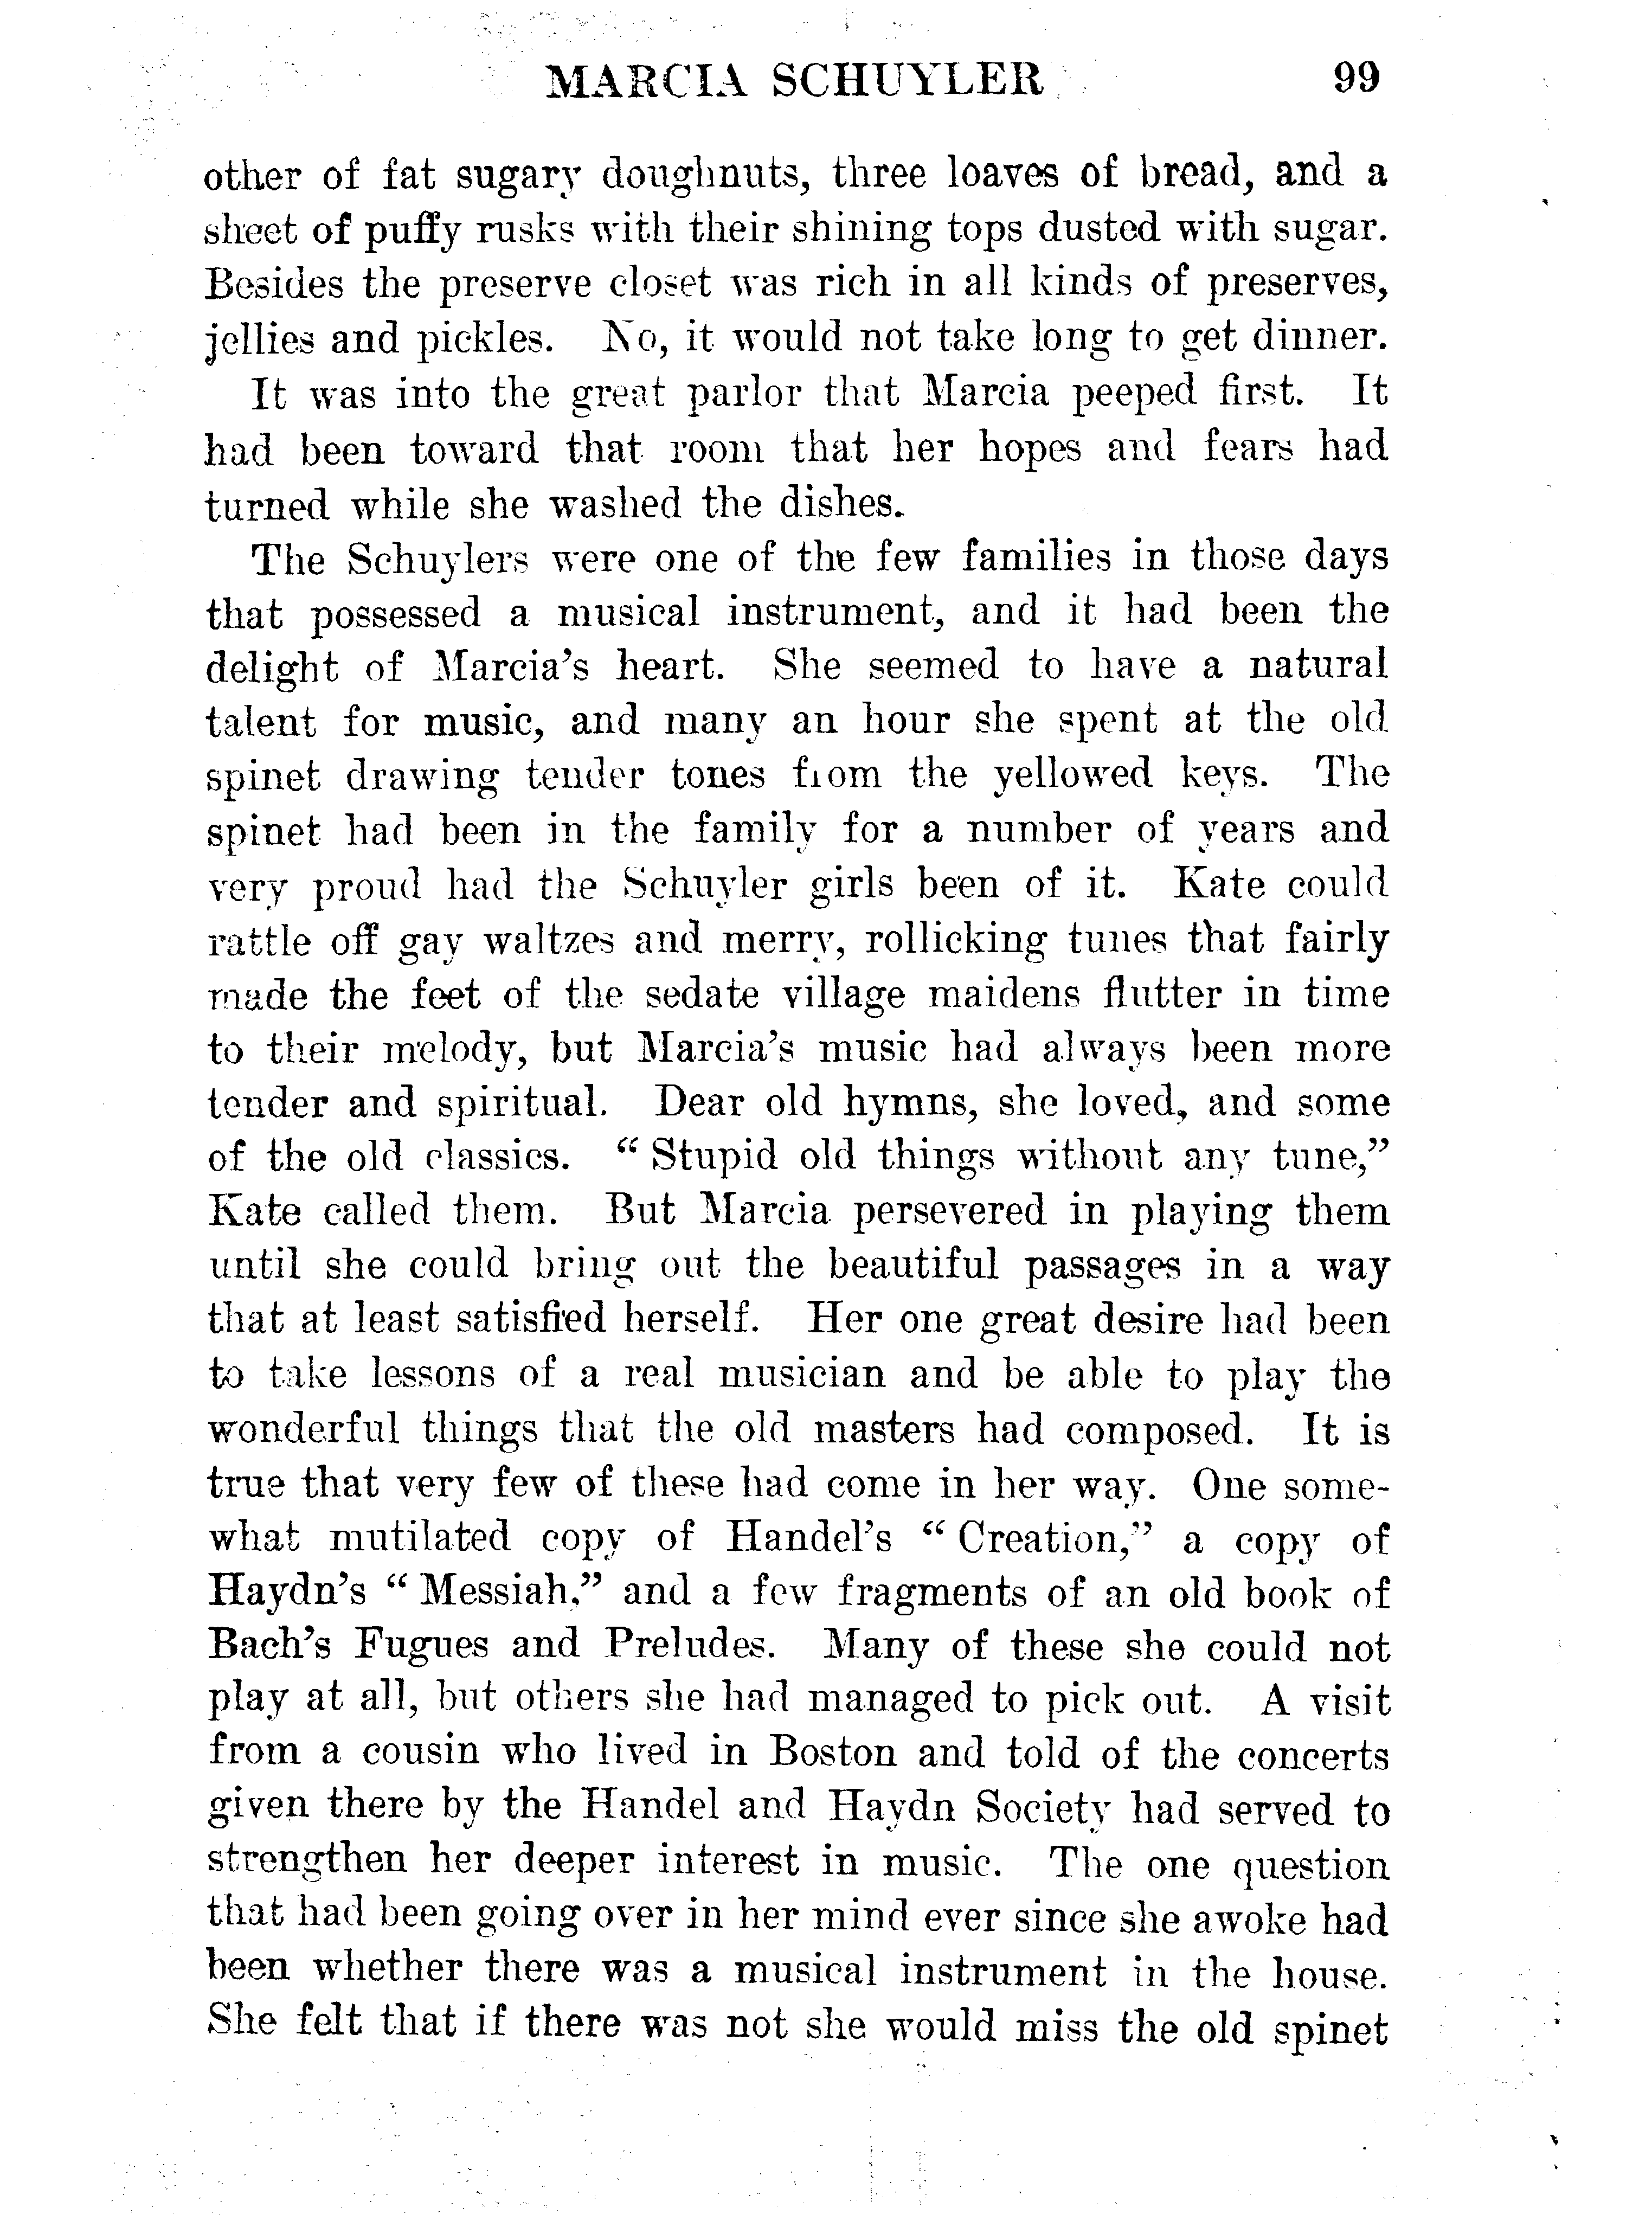 MARCIA SCHUYLER 99
other of fat sugary doughnuts, three loaves of bread, and a
sheet of puffy rusks with their shining tops dusted with sugar.
Besides the preserve closet was rich in all kinds of preserves,
jellies and pickles. No, it would not take long to get dinner.
It was into the great parlor that Marcia peeped first. It
had been toward that room that her hopes and fears had
turned while she washed the dishes.
The Schuylers were one of the few families in those days
that possessed a musical instrument, and it had been the
delight of Marcia's heart. She seemed to have a natural
talent for music, and many an hour she spent at the old
spinet drawing tender tones from the yellowed keys. The
spinet had been in the family for a number of years and
very proud had the Schuyler girls been of it. Kate could
rattle off gay waltzes and merry, rollicking tunes that fairly
made the feet of the sedate village maidens flutter in time
to their melody, but Marcia's music had always been more
tender and spiritual. Dear old hymns, she loved, and some
of the old classics. "Stupid old things without any tune,"
Kate called them. But Marcia persevered in playing them
until she could bring out the beautiful passages in a way
that at least satisfied herself. Her one great desire had been
to take lessons of a real musician and be able to play the
wonderful things that the old masters had composed. It is
true that very few of these had come in her way. One some-
what mutilated copy of Handel's "Creation," a copy of
Haydn's "Messiah," and a few fragments of an old book of
Bach's Fugues and Preludes. Many of these she could not
play at all, but others she had managed to pick out. A visit
from a cousin who lived in Boston and told of the concerts
given there by the Handel and Haydn Society had served to
strengthen her deeper interest in music. The one question
that had been going over in her mind ever since she awoke had
been whether there was a musical instrument in the house.
She felt that if there was not she would miss the old spinet